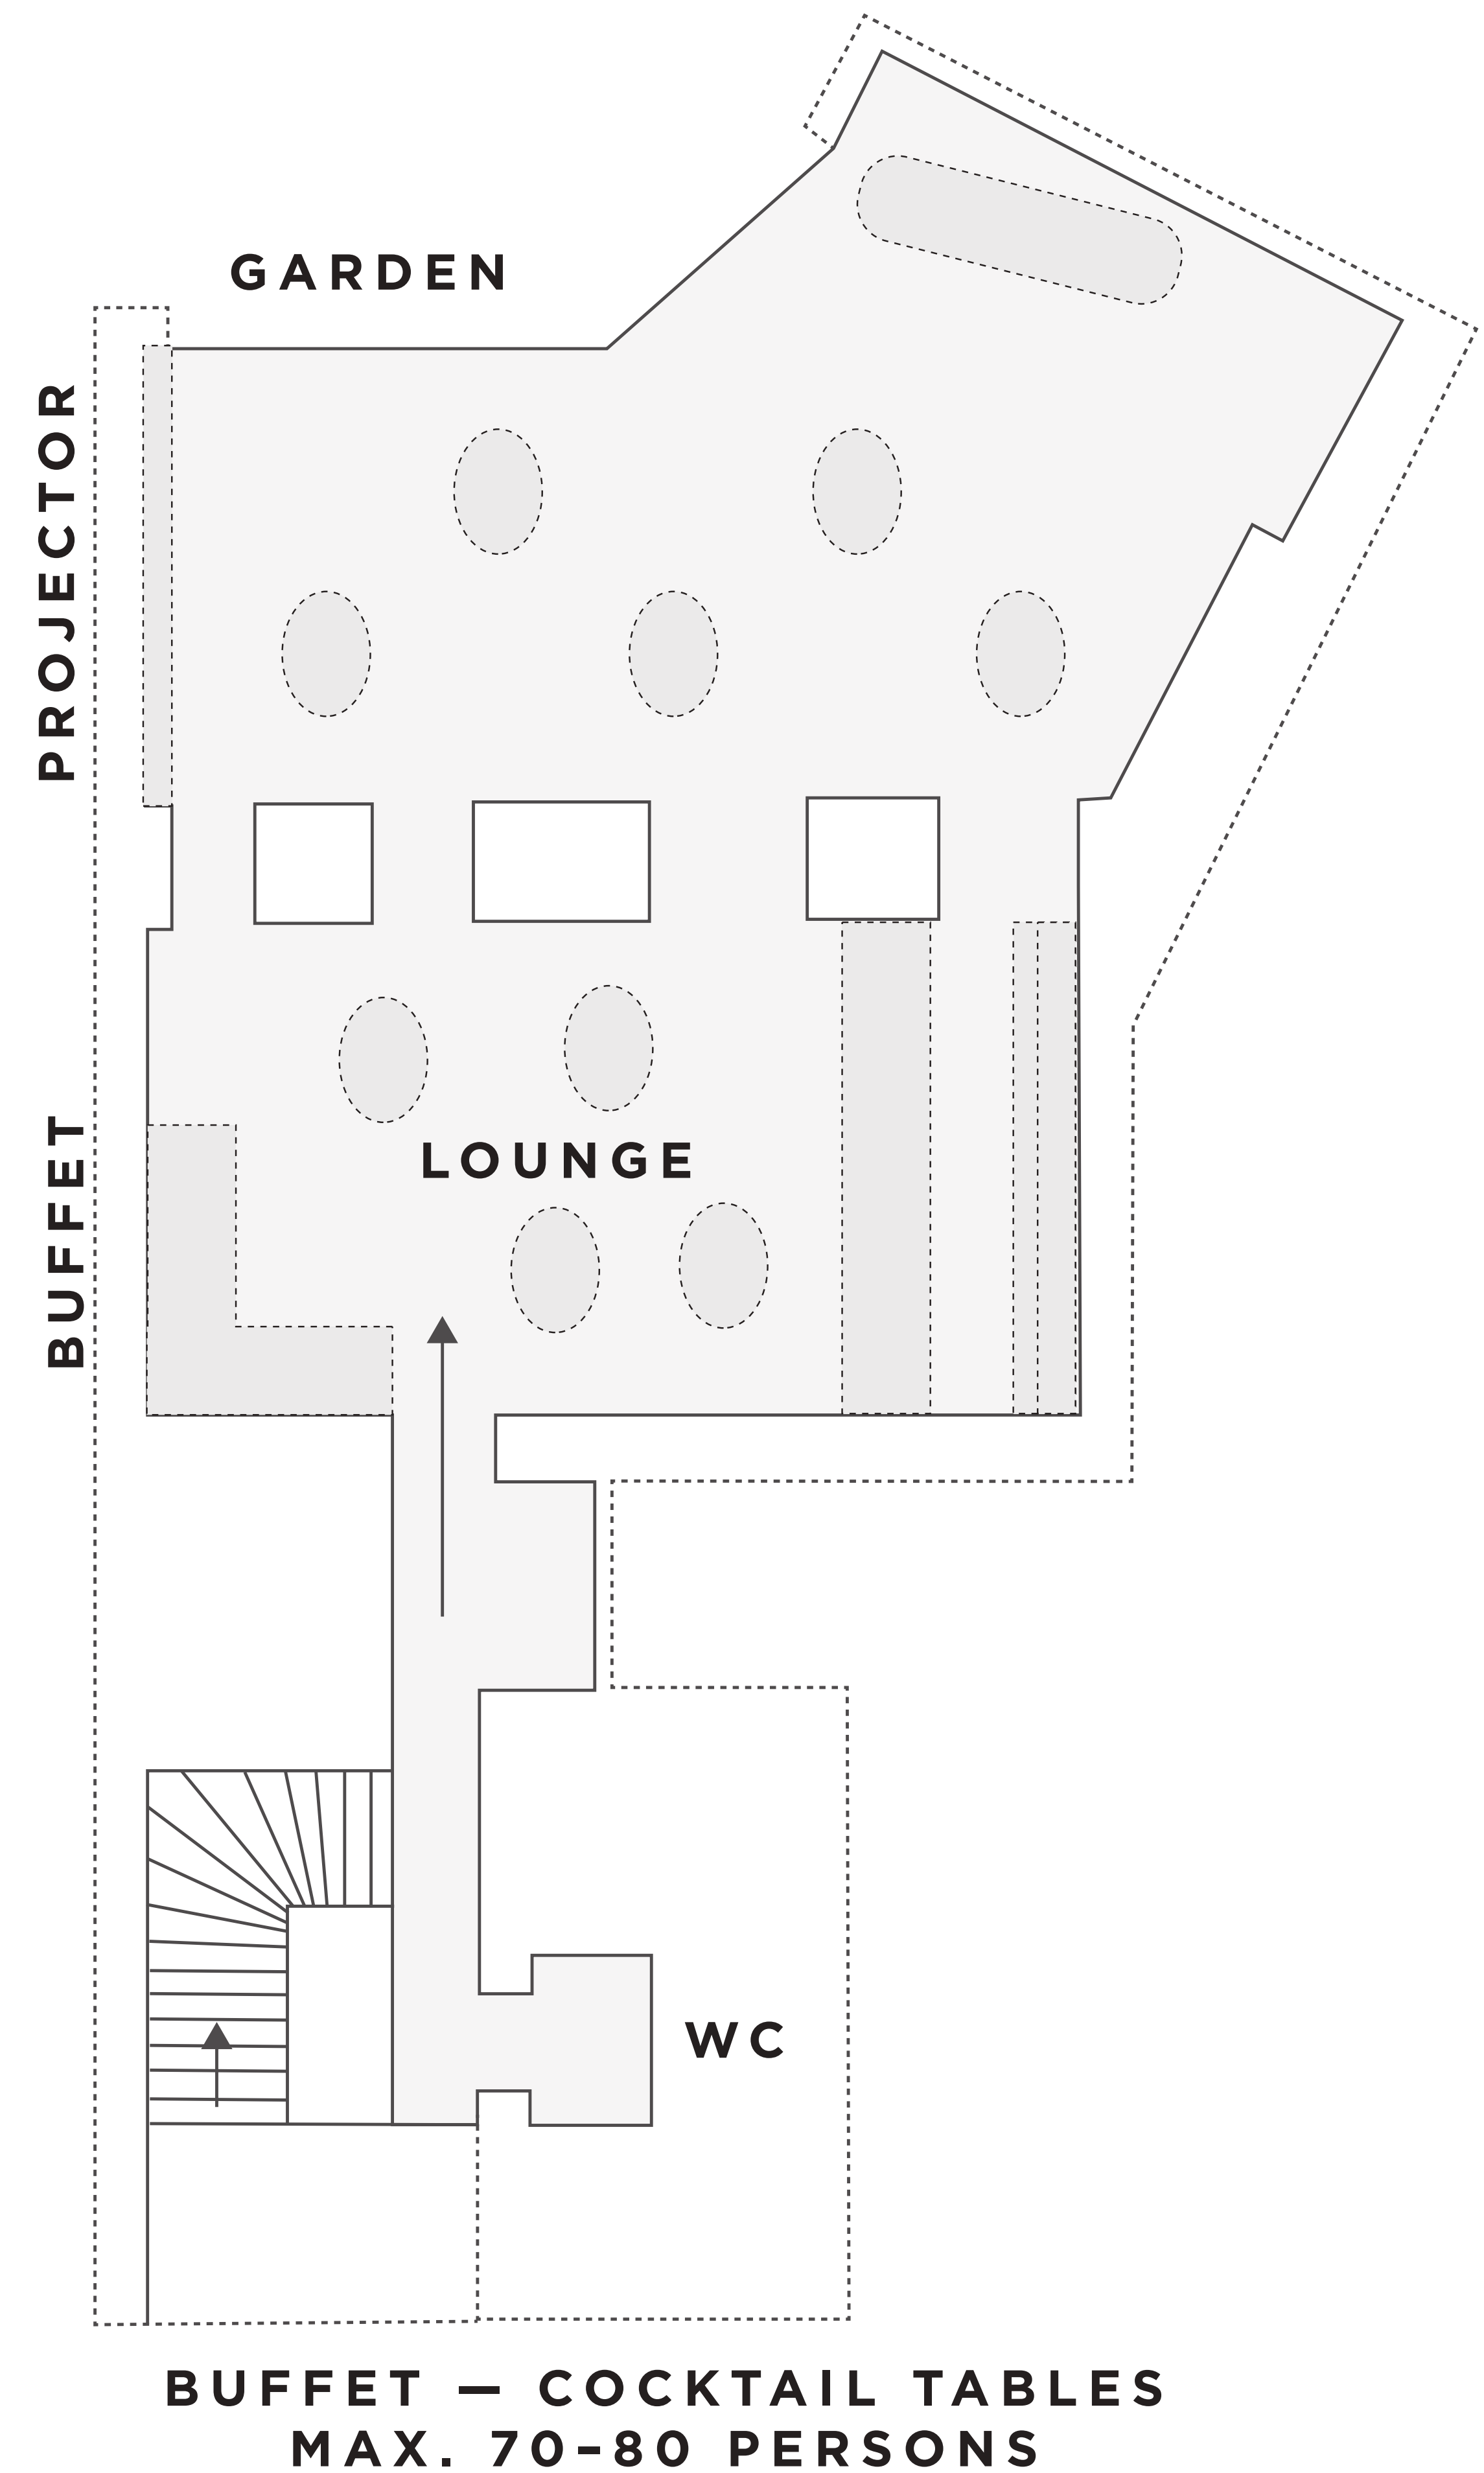 GARDEN
PROJECTOR
BUFFET
LOUNGE
WC
BUFFET — COCKTAIL TABLES
MAX. 70–80 PERSONS